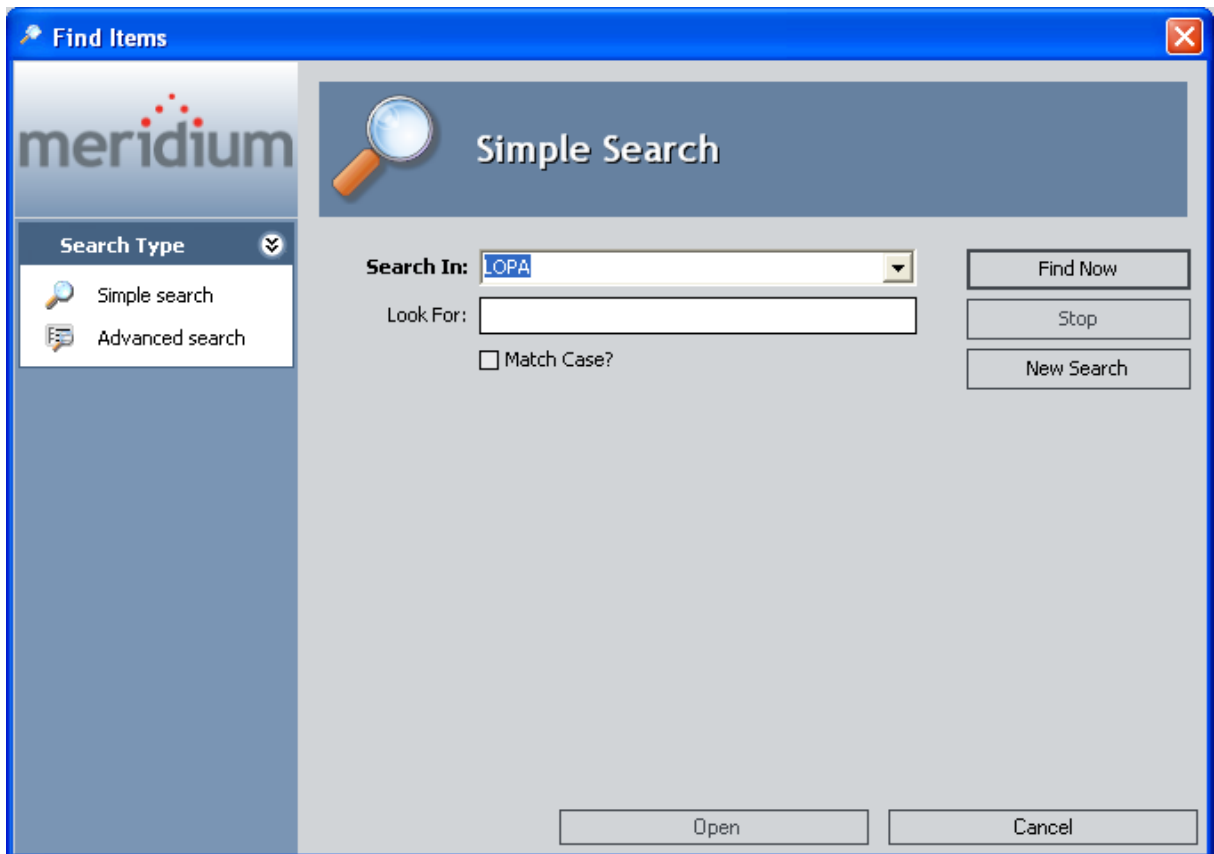 Find Items
meridium
Simple Search
Search Type
Simple search
Advanced search
Search In: LOPA
Look For:
Match Case?
Find Now
Stop
New Search
Open
Cancel